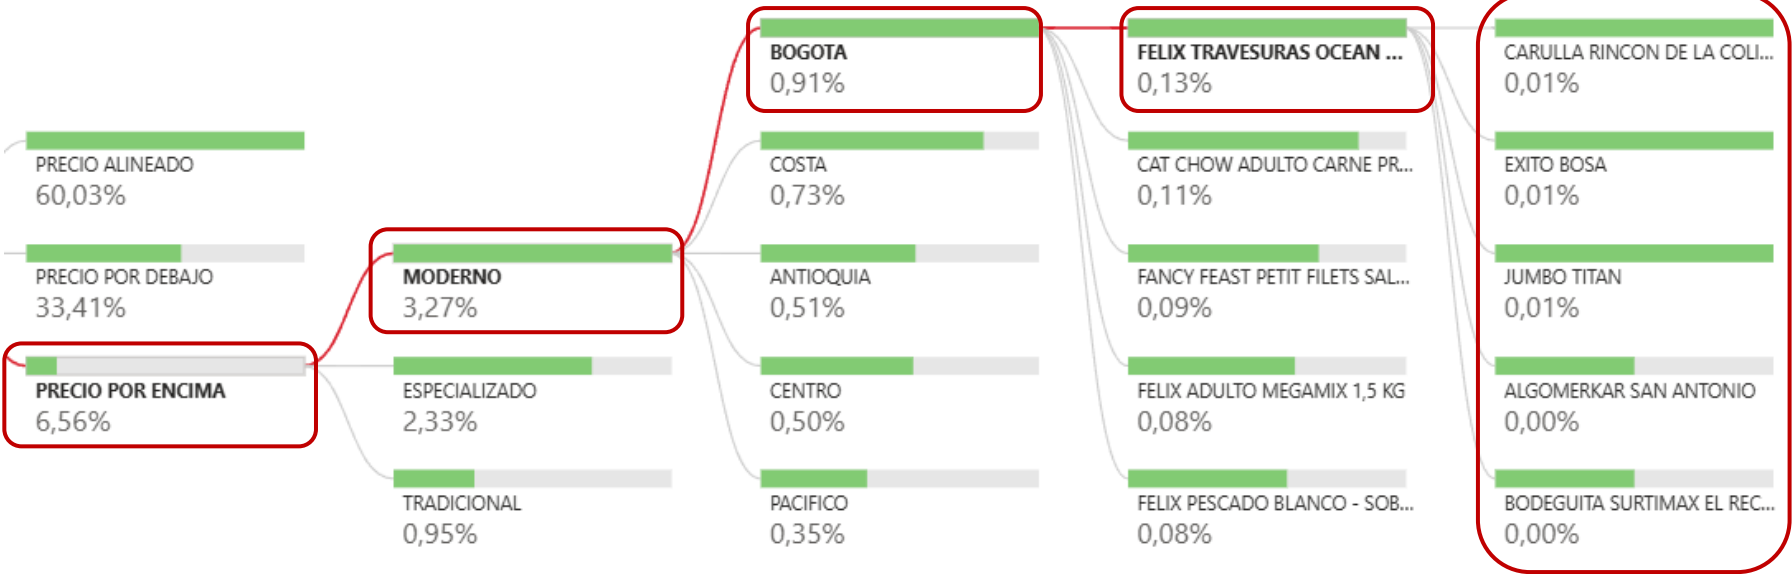 PRECIO ALINEADO
60,03%
PRECIO POR DEBAJO
33,41%
PRECIO POR ENCIMA
6,56%
MODERNO
3,27%
ESPECIALIZADO
2,33%
TRADICIONAL
0,95%
BOGOTA
0,91%
COSTA
0,73%
ANTIOQUIA
0,51%
CENTRO
0,50%
PACIFICO
0,35%
FELIX TRAVESURAS OCEAN ...
0,13%
CAT CHOW ADULTO CARNE PR...
0,11%
FANCY FEAST PETIT FILETS SAL...
0,09%
FELIX ADULTO MEGAMIX 1,5 KG
0,08%
FELIX PESCADO BLANCO - SOB...
0,08%
CARULLA RINCON DE LA COLI...
0,01%
EXITO BOSA
0,01%
JUMBO TITAN
0,01%
ALGOMERKAR SAN ANTONIO
0,00%
BODEGUITA SURTIMAX EL REC...
0,00%